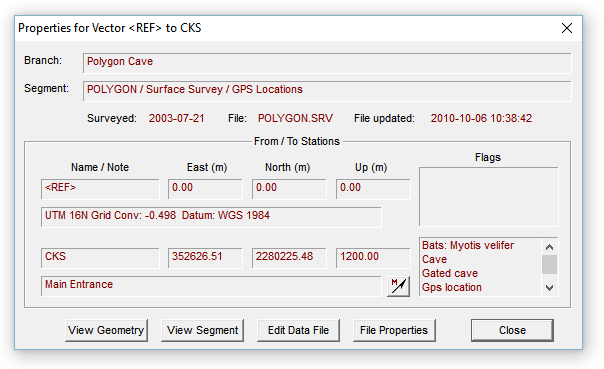 Properties for Vector <REF> to CKS
Branch: Polygon Cave
Segment: POLYGON / Surface Survey / GPS Locations
Surveyed: 2003-07-21 File: POLYGON.SRV File updated: 2010-10-06 10:38:42
From / To Stations
Name / Note East (m) North (m) Up (m) Flags
<REF> 0.00 0.00 0.00
UTM 16N Grid Conv: -0.498 Datum: WGS 1984
CKS 352626.51 2280225.48 1200.00
Main Entrance M
Bats: Myotis velifer
Cave
Gated cave
Gps location
View Geometry View Segment Edit Data File File Properties Close